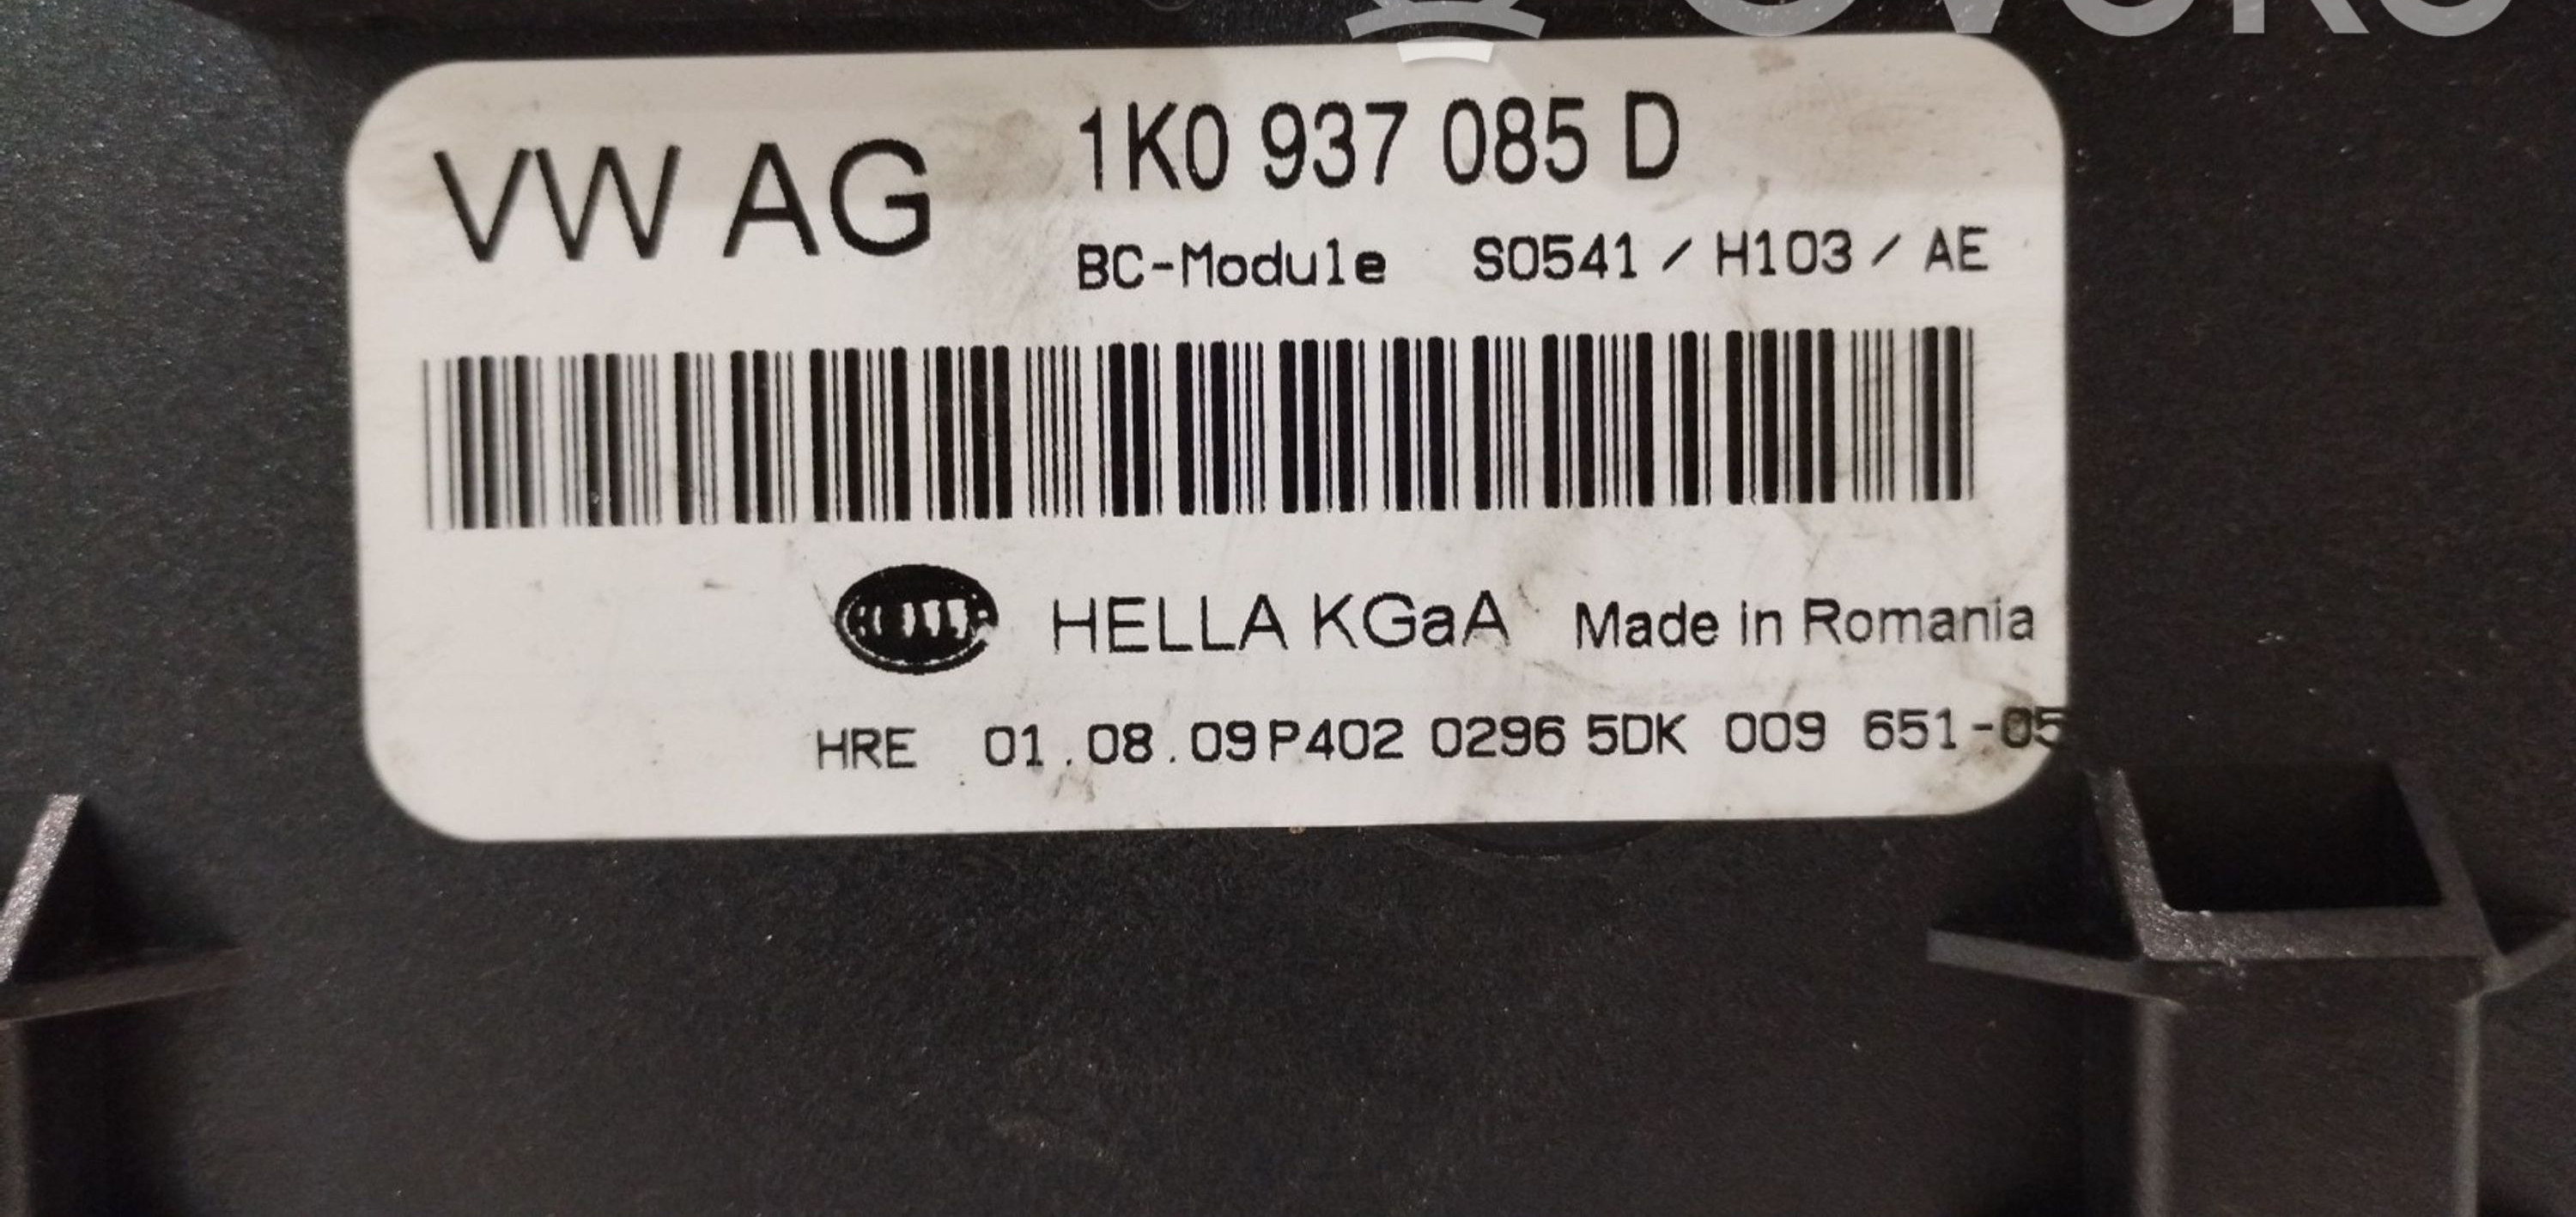 VW AG
1K0 937 085 D
BC-Module S0541 / H103 / AE
HELLA KGaA Made in Romania
HRE 01.08.09P402 0296 5DK 009 651-05